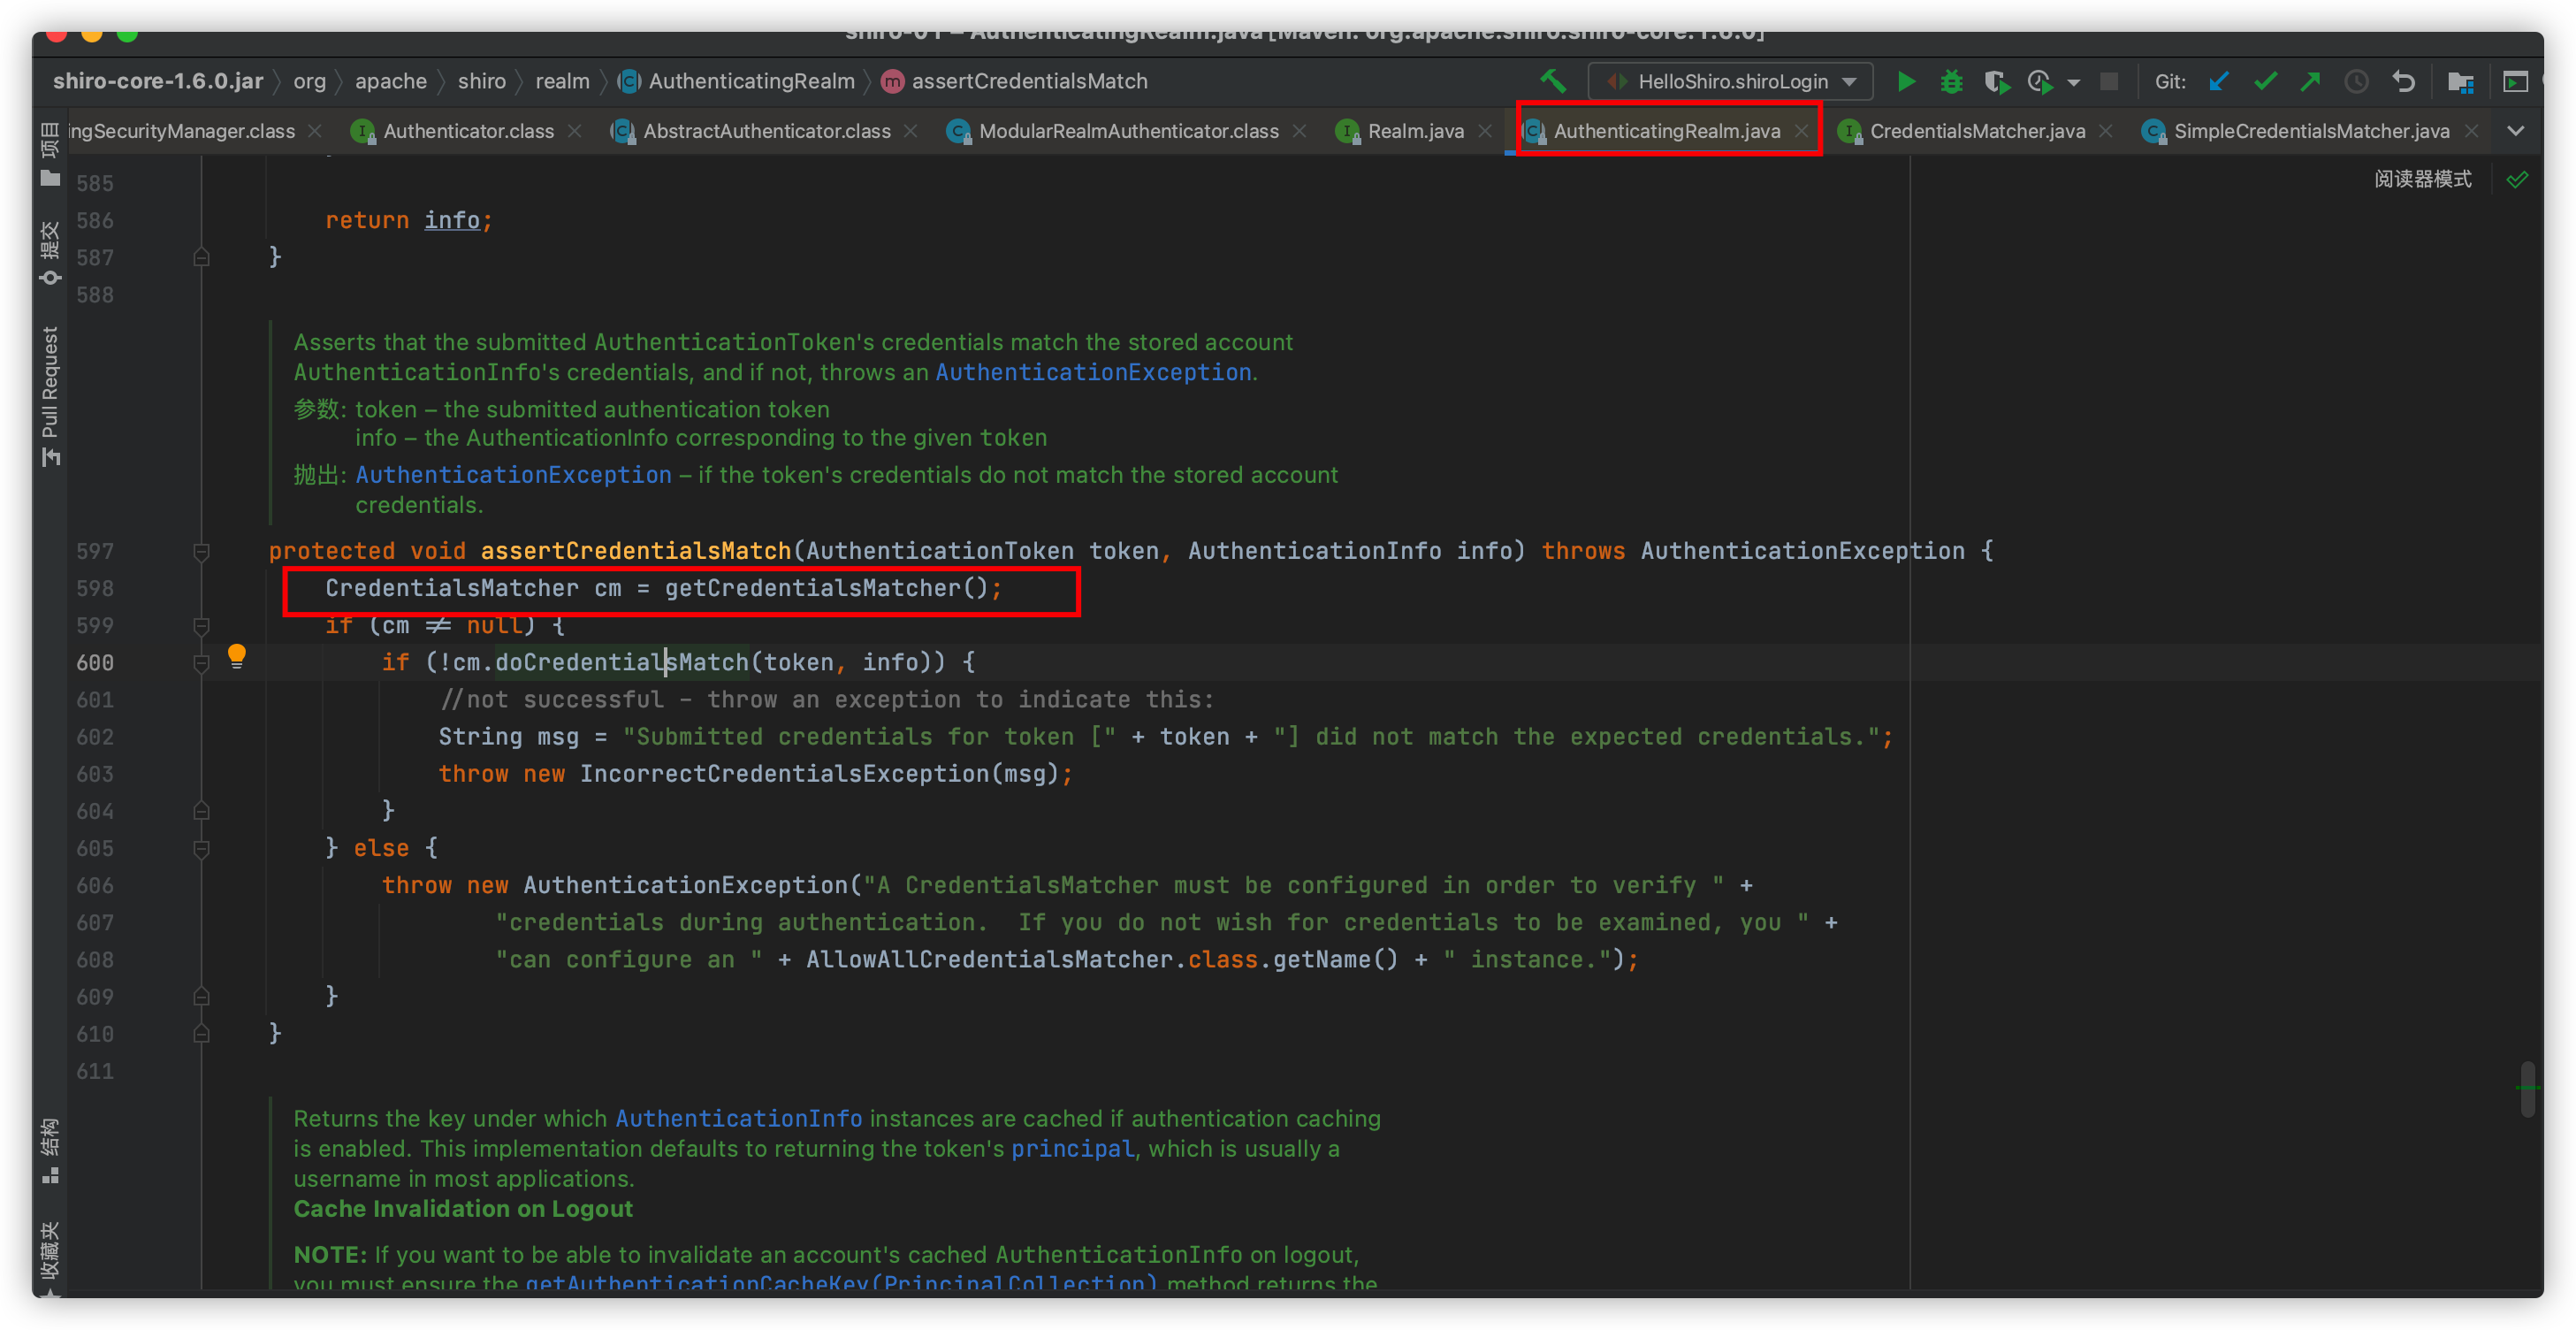 shiro-01 – AuthenticatingRealm.java [Maven: org.apache.shiro:shiro-core:1.6.0]
shiro-core-1.6.0.jar 〉 org 〉 apache 〉 shiro 〉 realm 〉 AuthenticatingRealm 〉 assertCredentialsMatch HelloShiro.shiroLogin Git:
ingSecurityManager.class Authenticator.class AbstractAuthenticator.class ModularRealmAuthenticator.class Realm.java AuthenticatingRealm.java CredentialsMatcher.java SimpleCredentialsMatcher.java
阅读器模式
项目
提交
Pull Request
结构
收藏夹
585
586 return info;
587 }
588
Asserts that the submitted AuthenticationToken's credentials match the stored account
AuthenticationInfo's credentials, and if not, throws an AuthenticationException.
参数: token – the submitted authentication token
info – the AuthenticationInfo corresponding to the given token
抛出: AuthenticationException – if the token's credentials do not match the stored account
credentials.
597 protected void assertCredentialsMatch(AuthenticationToken token, AuthenticationInfo info) throws AuthenticationException {
598 CredentialsMatcher cm = getCredentialsMatcher();
599 if (cm ≠ null) {
600 if (!cm.doCredentialsMatch(token, info)) {
601 //not successful - throw an exception to indicate this:
602 String msg = "Submitted credentials for token [" + token + "] did not match the expected credentials.";
603 throw new IncorrectCredentialsException(msg);
604 }
605 } else {
606 throw new AuthenticationException("A CredentialsMatcher must be configured in order to verify " +
607 "credentials during authentication.  If you do not wish for credentials to be examined, you " +
608 "can configure an " + AllowAllCredentialsMatcher.class.getName() + " instance.");
609 }
610 }
611
Returns the key under which AuthenticationInfo instances are cached if authentication caching
is enabled. This implementation defaults to returning the token's principal, which is usually a
username in most applications.
Cache Invalidation on Logout
NOTE: If you want to be able to invalidate an account's cached AuthenticationInfo on logout,
you must ensure the getAuthenticationCacheKey(PrincipalCollection) method returns the